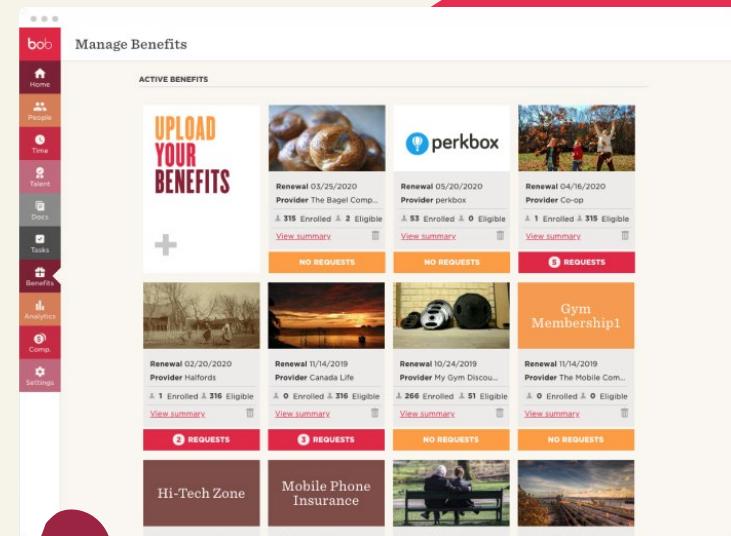 bob
Manage Benefits
Home
People
Time
Talent
Docs
Tasks
Benefits
Analytics
Comp.
Settings
ACTIVE BENEFITS
UPLOAD
YOUR
BENEFITS
Renewal 03/25/2020
Provider The Bagel Comp...
315 Enrolled 2 Eligible
View summary
NO REQUESTS
perkbox
Renewal 05/20/2020
Provider perkbox
53 Enrolled 0 Eligible
View summary
NO REQUESTS
Renewal 04/16/2020
Provider Co-op
1 Enrolled 315 Eligible
View summary
5 REQUESTS
Renewal 02/20/2020
Provider Halfords
1 Enrolled 316 Eligible
View summary
2 REQUESTS
Renewal 11/14/2019
Provider Canada Life
0 Enrolled 316 Eligible
View summary
3 REQUESTS
Renewal 10/24/2019
Provider My Gym Discou...
266 Enrolled 51 Eligible
View summary
NO REQUESTS
Gym
Membership1
Renewal 11/14/2019
Provider The Mobile Com...
0 Enrolled 0 Eligible
View summary
NO REQUESTS
Hi-Tech Zone
Mobile Phone
Insurance